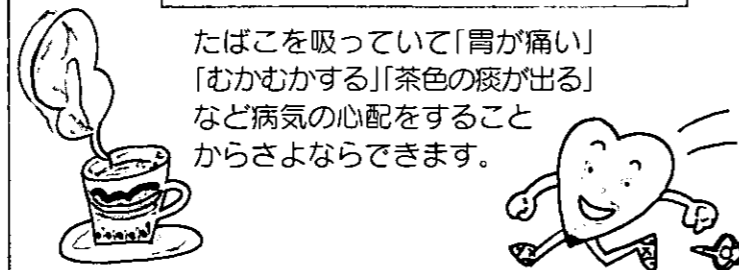 たばこを吸っていて｢胃が痛い｣
｢むかむかする｣｢茶色の痰が出る｣
など病気の心配をすること
からさよならできます。